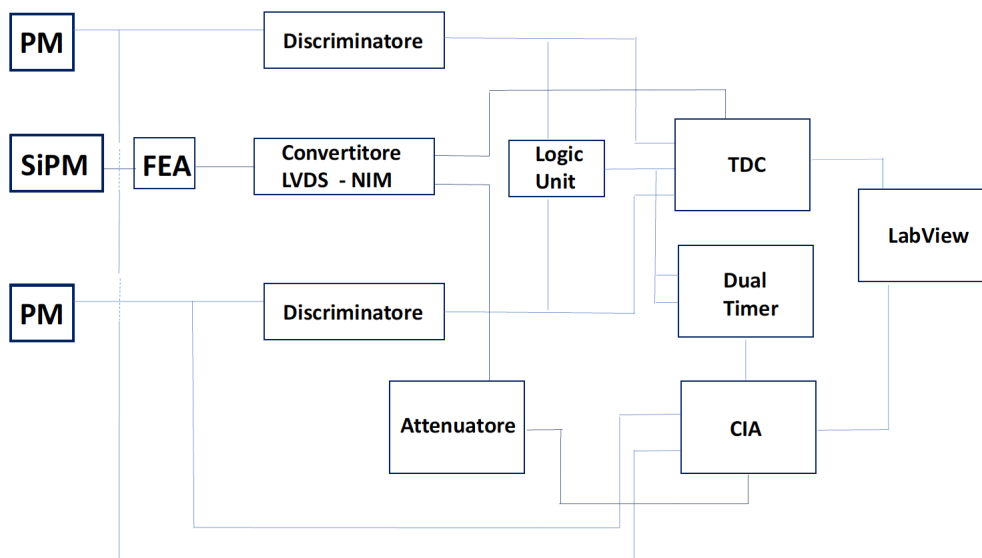 PM
Discriminatore
SiPM
FEA
Convertitore
LVDS - NIM
Logic
Unit
TDC
LabView
PM
Discriminatore
Dual
Timer
Attenuatore
CIA